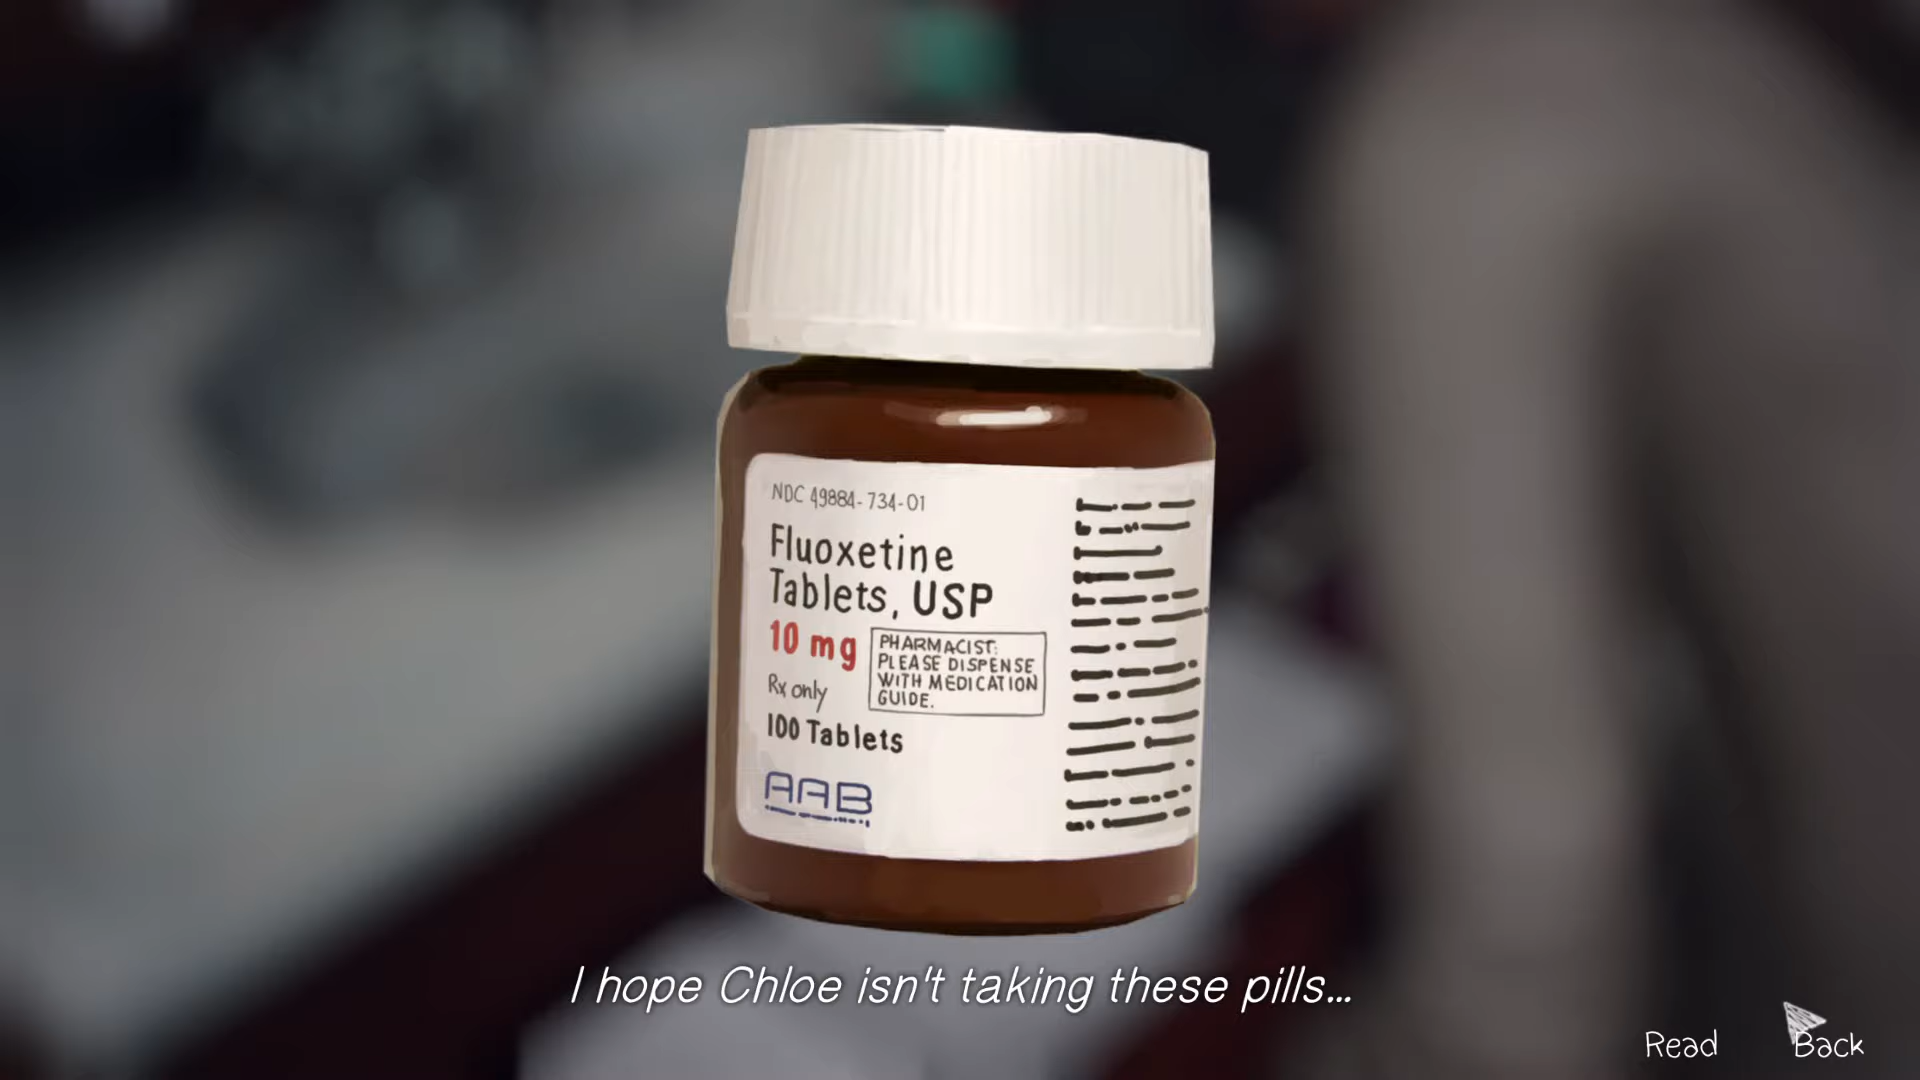 NDC 49884-734-01
Fluoxetine
Tablets, USP
10 mg
PHARMACIST:
PLEASE DISPENSE
WITH MEDICATION
GUIDE.
Rx only
100 Tablets
AAB
I hope Chloe isn't taking these pills...
Read
Back